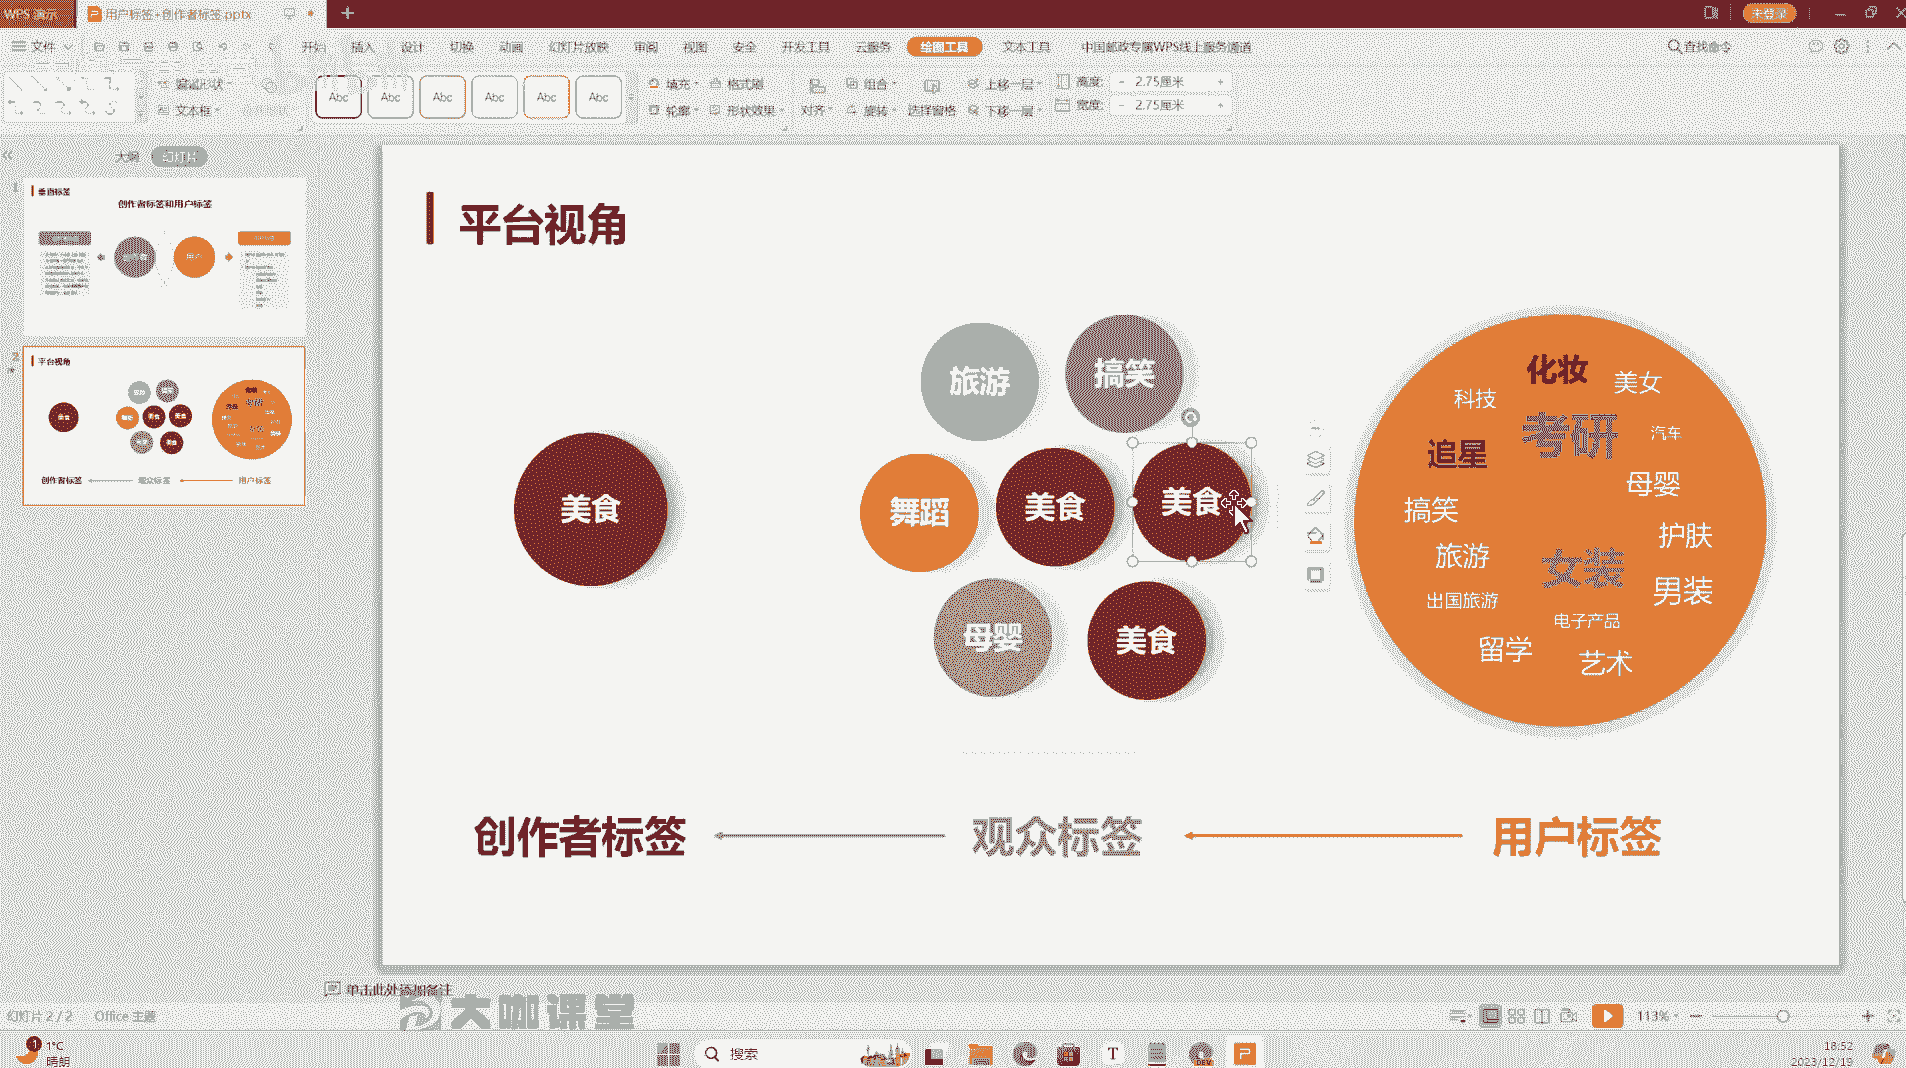 WPS 演示 用户标签+创作者标签.pptx 未登录
文件 开始 插入 设计 切换 动画 幻灯片放映 审阅 视图 安全 开发工具 云服务 绘图工具 文本工具 中国邮政专属WPS线上服务通道 查找命令
编辑形状 Abc Abc Abc Abc Abc Abc 填充 格式刷 对齐 组合 选择窗格 上移一层 高度: 2.75厘米
文本框 轮廓 形状效果 旋转 下移一层 宽度: 2.75厘米
大纲 幻灯片
1
垂直标签
创作者标签和用户标签
2
平台视角
美食 旅游
舞蹈 美食 美食
美食
创作者标签 观众标签 用户标签
平台视角
美食
旅游 搞笑
舞蹈 美食 美食
母婴 美食
化妆
科技 美女
考研 汽车
追星
母婴
搞笑
护肤
旅游 女装
男装
出国旅游
电子产品
留学 艺术
创作者标签 观众标签 用户标签
单击此处添加备注
大咖课堂
幻灯片 2 / 2 Office 主题 113%
1
1°C
晴朗
搜索
T
DEV
18:52
2023/12/19